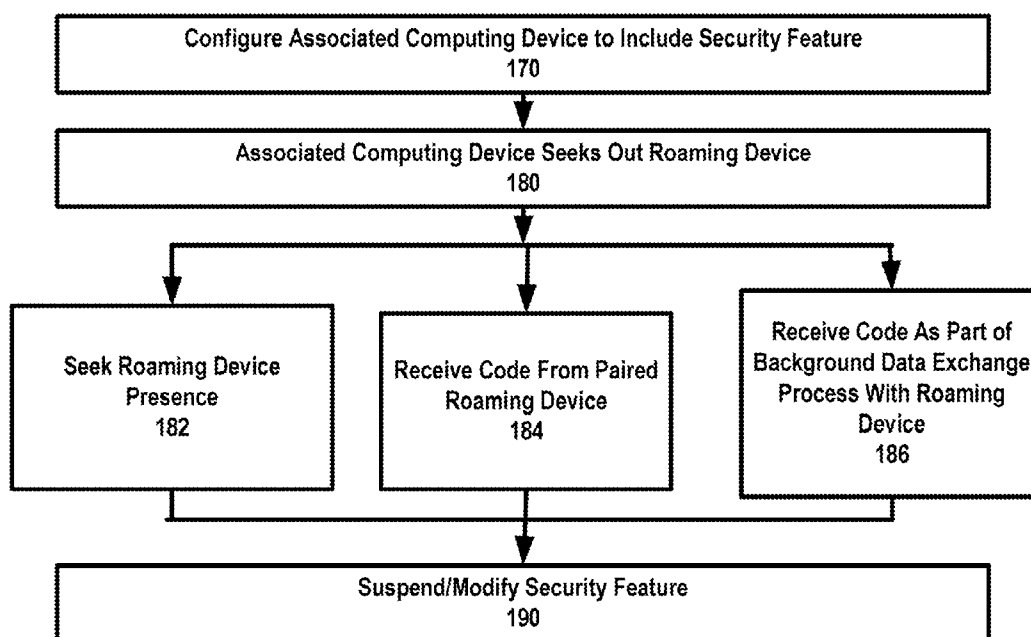 Configure Associated Computing Device to Include Security Feature
170
Associated Computing Device Seeks Out Roaming Device
180
Seek Roaming Device
Presence
182
Receive Code From Paired
Roaming Device
184
Receive Code As Part of
Background Data Exchange
Process With Roaming
Device
186
Suspend/Modify Security Feature
190